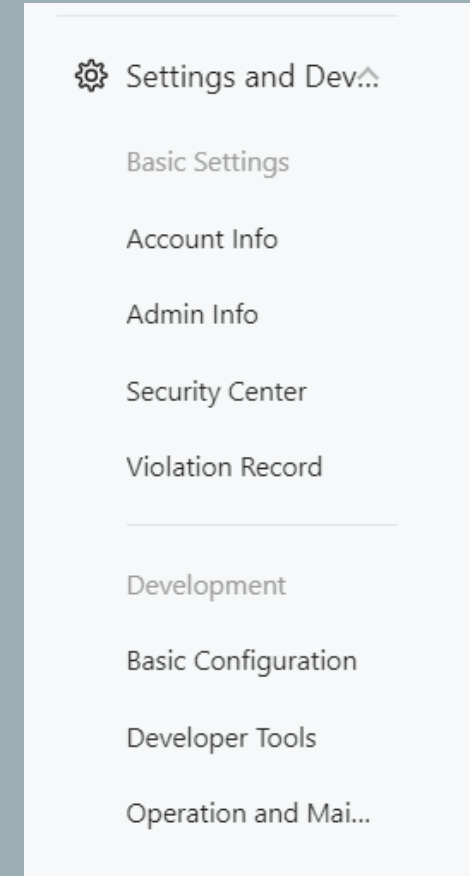 Settings and Dev...
Basic Settings
Account Info
Admin Info
Security Center
Violation Record
Development
Basic Configuration
Developer Tools
Operation and Mai...